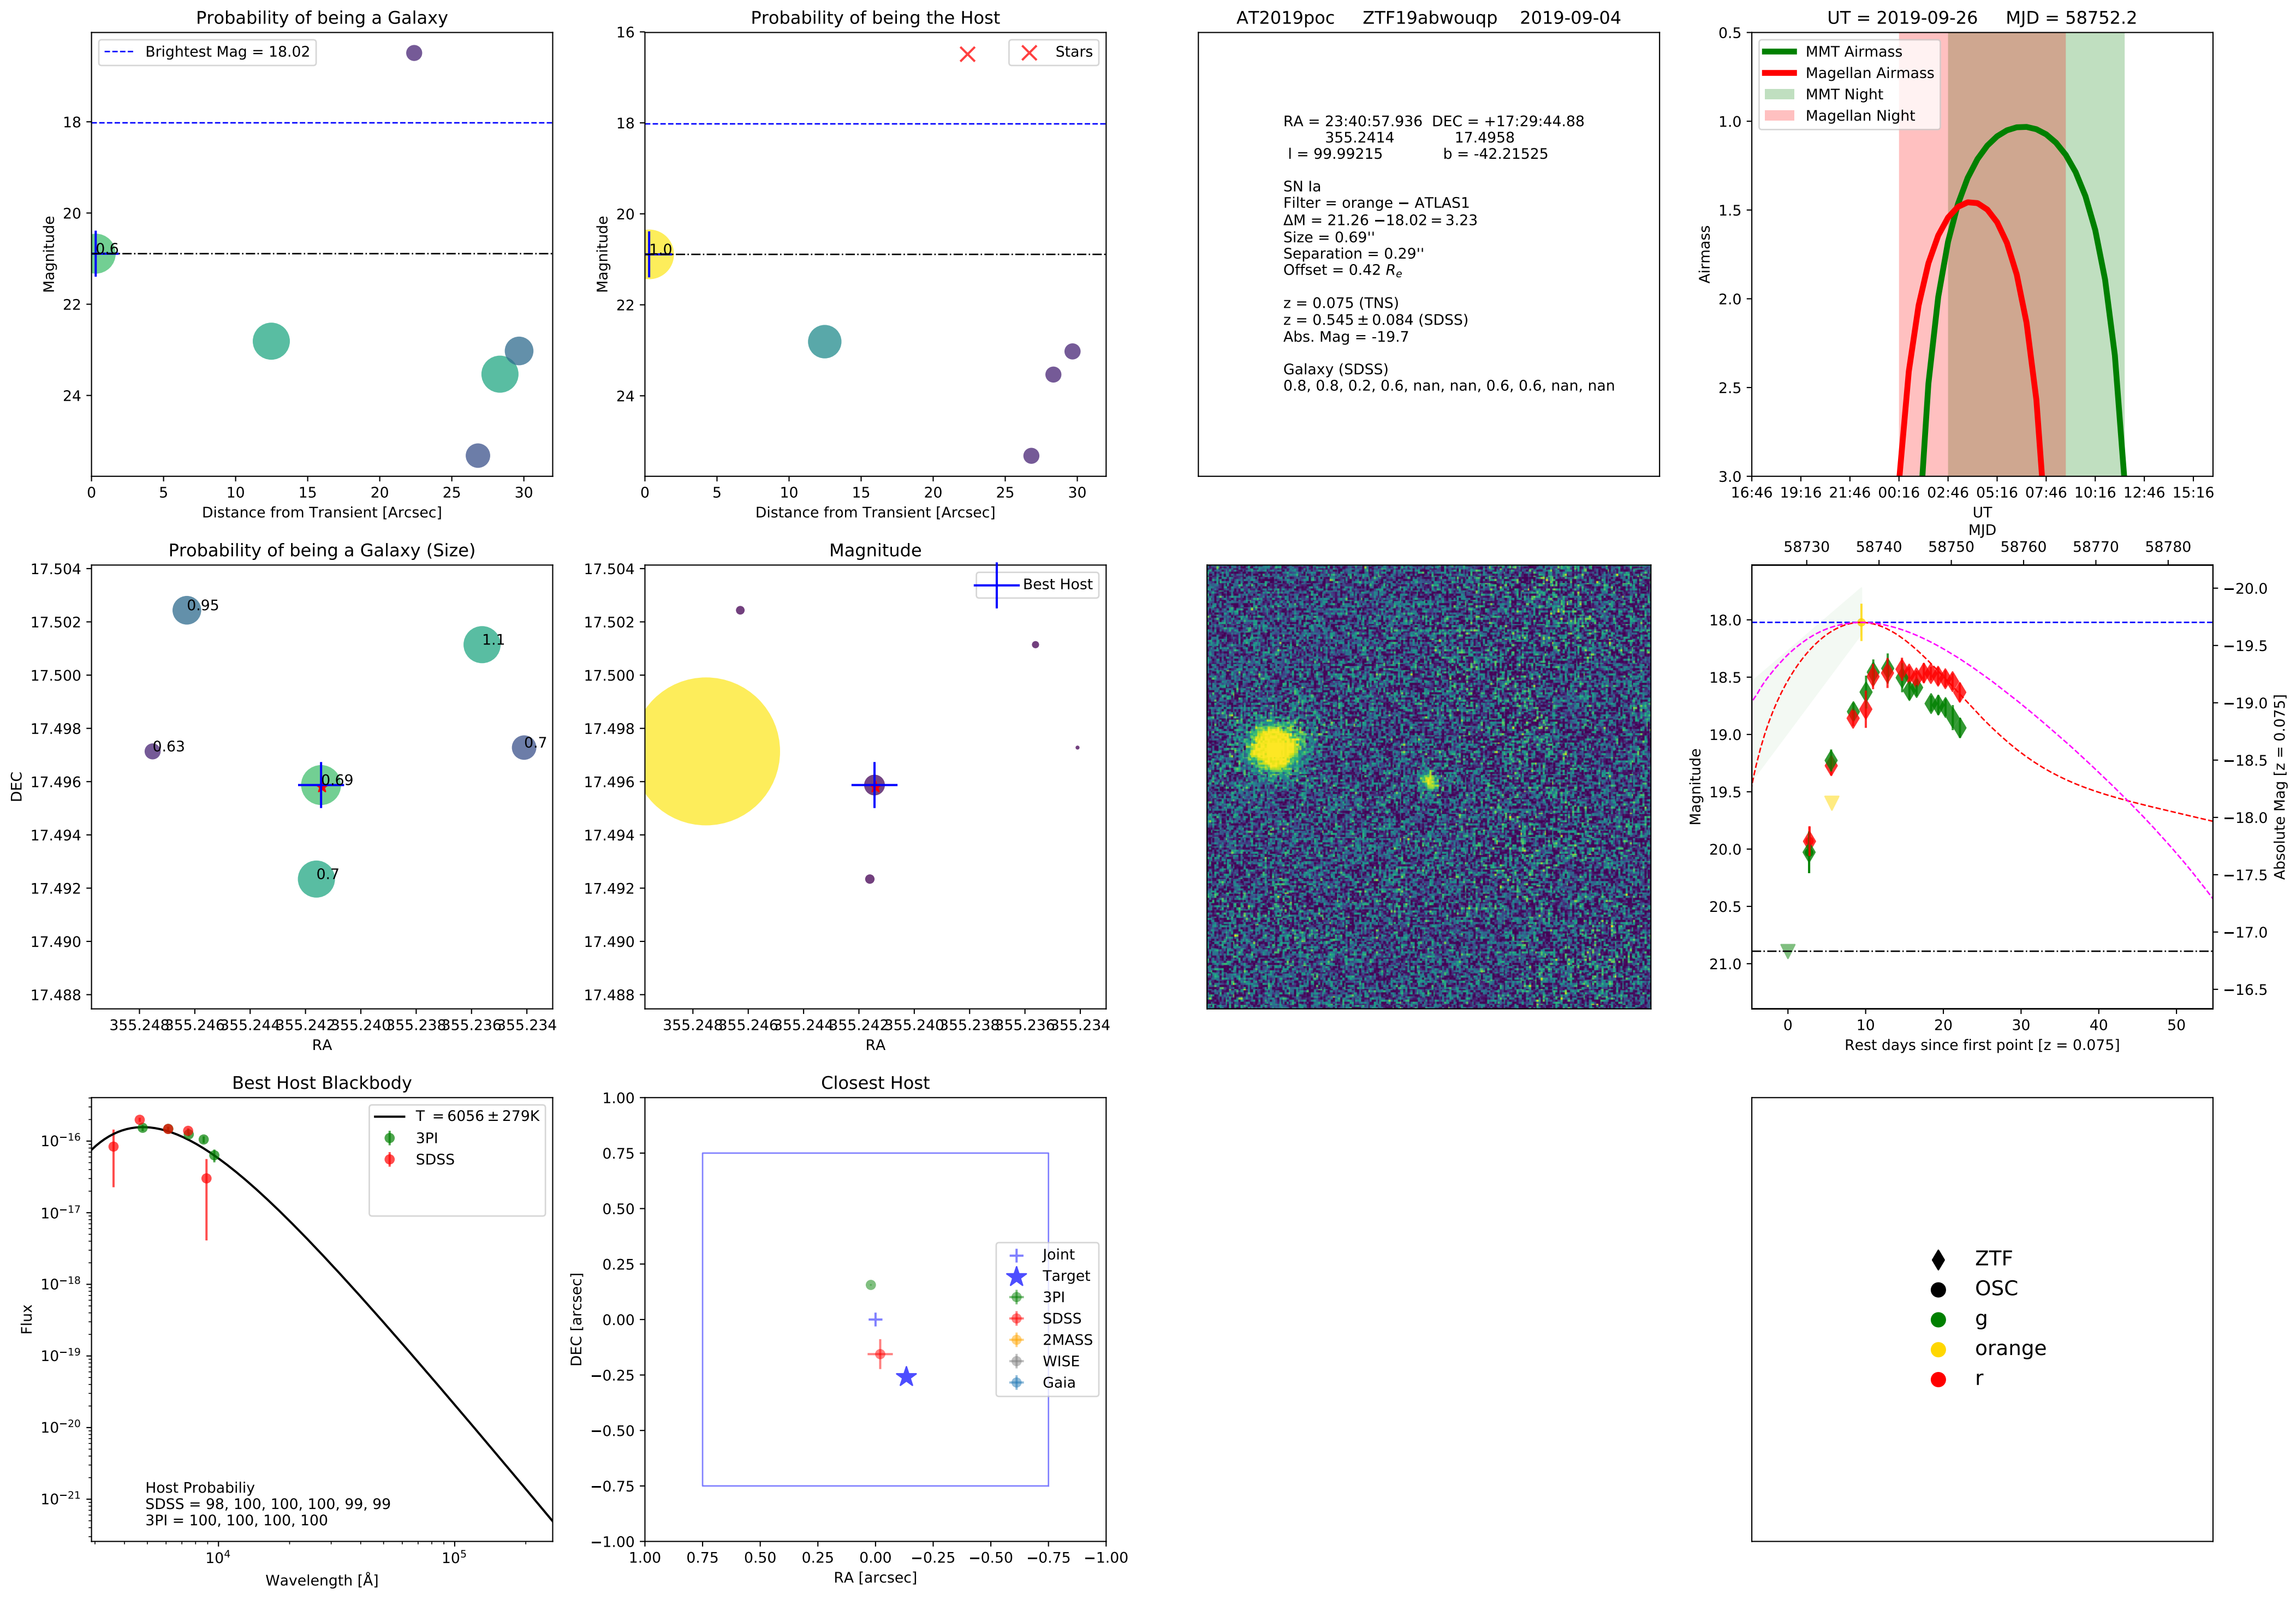 Probability of being a Galaxy
Brightest Mag = 18.02
0.6
18
20
22
24
Magnitude
0 5 10 15 20 25 30
Distance from Transient [Arcsec]
Probability of being the Host
Stars
1.0
16
18
20
22
24
Magnitude
0 5 10 15 20 25 30
Distance from Transient [Arcsec]
AT2019poc ZTF19abwouqp 2019-09-04
RA = 23:40:57.936 DEC = +17:29:44.88
355.2414 17.4958
l = 99.99215 b = -42.21525
SN Ia
Filter = orange − ATLAS1
ΔM = 21.26 −18.02 = 3.23
Size = 0.69''
Separation = 0.29''
Offset = 0.42 Re
z = 0.075 (TNS)
z = 0.545 ± 0.084 (SDSS)
Abs. Mag = -19.7
Galaxy (SDSS)
0.8, 0.8, 0.2, 0.6, nan, nan, 0.6, 0.6, nan, nan
UT = 2019-09-26 MJD = 58752.2
MMT Airmass
Magellan Airmass
MMT Night
Magellan Night
0.5
1.0
1.5
2.0
2.5
3.0
Airmass
16:46 19:16 21:46 00:16 02:46 05:16 07:46 10:16 12:46 15:16
UT
Probability of being a Galaxy (Size)
0.95
1.1
0.63
0.7
0.69
0.7
17.504
17.502
17.500
17.498
17.496
17.494
17.492
17.490
17.488
DEC
355.248 355.246 355.244 355.242 355.240 355.238 355.236 355.234
RA
Magnitude
Best Host
17.504
17.502
17.500
17.498
17.496
17.494
17.492
17.490
17.488
355.248 355.246 355.244 355.242 355.240 355.238 355.236 355.234
RA
MJD
58730 58740 58750 58760 58770 58780
18.0
18.5
19.0
19.5
20.0
20.5
21.0
Magnitude
−20.0
−19.5
−19.0
−18.5
−18.0
−17.5
−17.0
−16.5
Absolute Mag [z = 0.075]
0 10 20 30 40 50
Rest days since first point [z = 0.075]
Best Host Blackbody
T = 6056 ± 279K
3PI
SDSS
10−16
10−17
10−18
10−19
10−20
10−21
Flux
Host Probabiliy
SDSS = 98, 100, 100, 100, 99, 99
3PI = 100, 100, 100, 100
10^4 10^5
Wavelength [Å]
Closest Host
Joint
Target
3PI
SDSS
2MASS
WISE
Gaia
1.00
0.75
0.50
0.25
0.00
−0.25
−0.50
−0.75
−1.00
DEC [arcsec]
1.00 0.75 0.50 0.25 0.00 −0.25 −0.50 −0.75 −1.00
RA [arcsec]
ZTF
OSC
g
orange
r